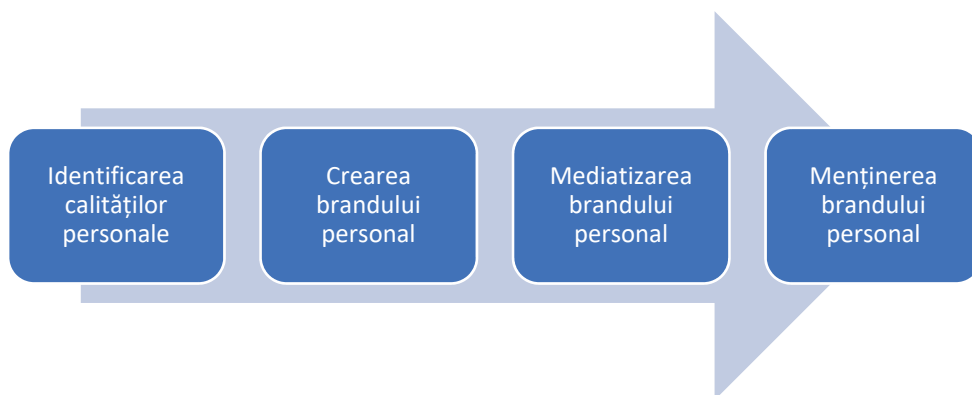 Identificarea
calităților
personale
Crearea
brandului
personal
Mediatizarea
brandului
personal
Menținerea
brandului
personal